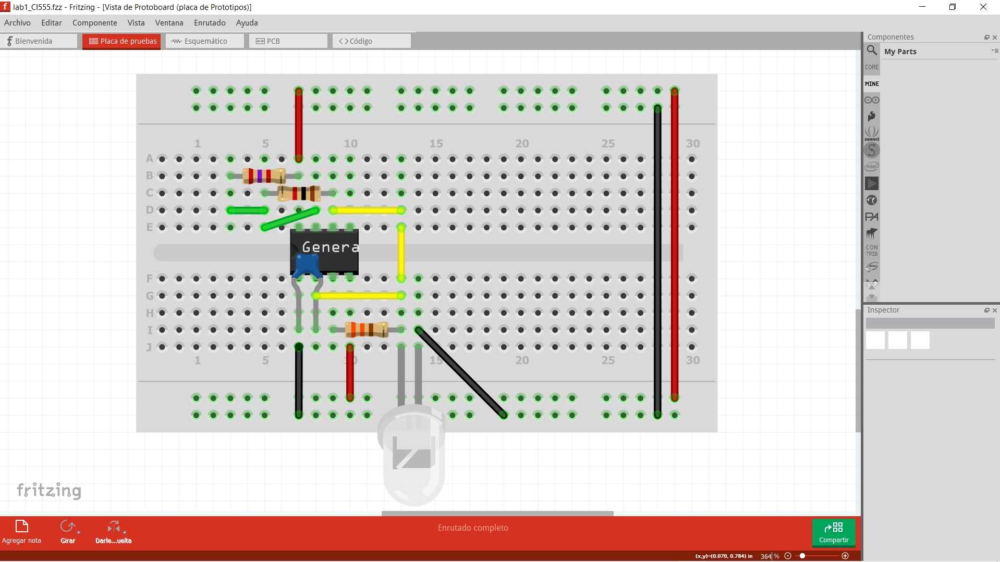 lab1_CI555.fzz - Fritzing - [Vista de Protoboard (placa de Prototipos)]
Archivo Editar Componente Vista Ventana Enrutado Ayuda
Bienvenida Placa de pruebas Esquemático PCB Código
Componentes
My Parts
CORE
MINE
seeed
intel
PA
CON
TRIB
1 5 10 15 20 25 30
A
B
C
D
E
Genera
F
G
H
I
J
1 5 10 15 20 25 30
Inspector
fritzing
Agregar nota
Girar
Darle...uelta
Enrutado completo
Compartir
(x,y)=(0.070, 0.784) in 364 %